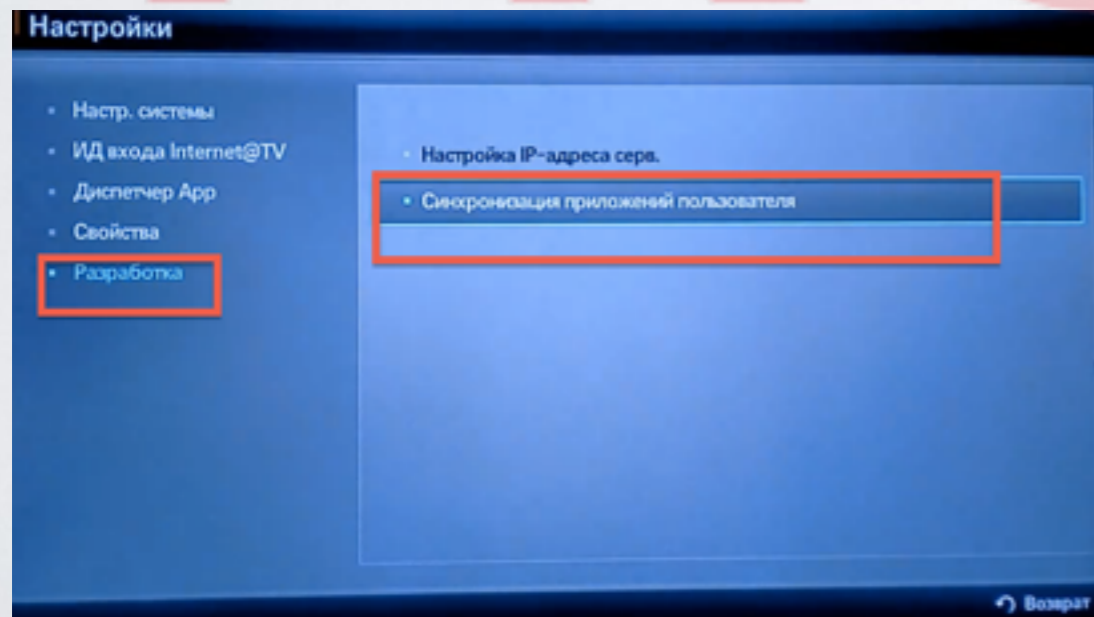 Настройки
Настр. системы
ИД входа Internet@TV
Диспетчер App
Свойства
Разработка
Настройка IP-адреса серв.
Синхронизация приложений пользователя
Возврат